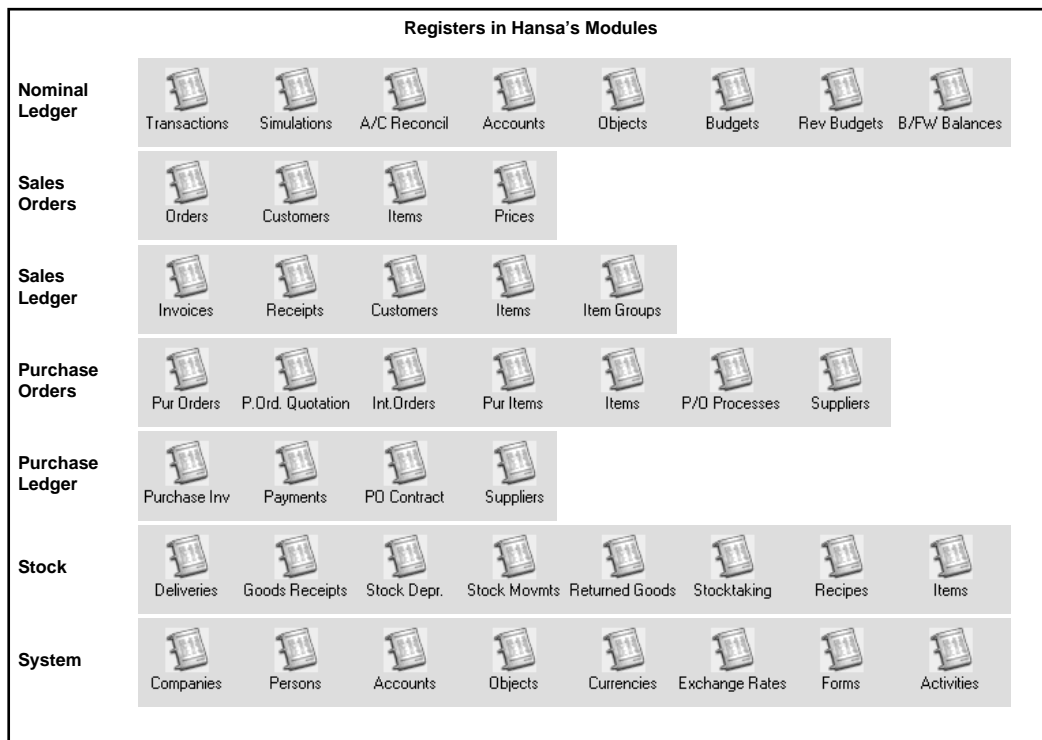 Registers in Hansa's Modules
Nominal
Ledger
Transactions Simulations A/C Reconcil Accounts Objects Budgets Rev Budgets B/FW Balances
Sales
Orders
Orders Customers Items Prices
Sales
Ledger
Invoices Receipts Customers Items Item Groups
Purchase
Orders
Pur Orders P.Ord. Quotation Int.Orders Pur Items Items P/O Processes Suppliers
Purchase
Ledger
Purchase Inv Payments PO Contract Suppliers
Stock
Deliveries Goods Receipts Stock Depr. Stock Movmts Returned Goods Stocktaking Recipes Items
System
Companies Persons Accounts Objects Currencies Exchange Rates Forms Activities